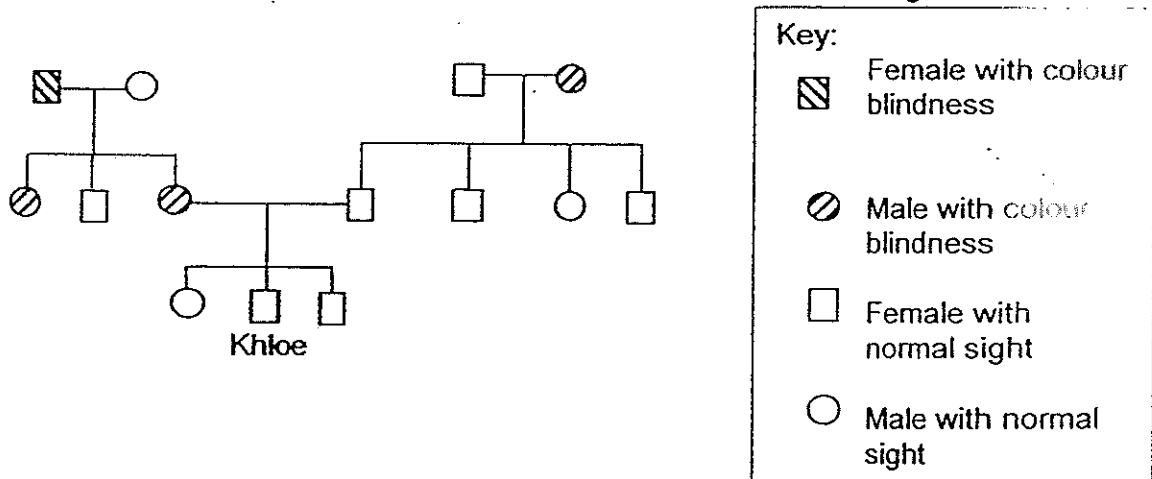 Key:
Female with colour
blindness
Male with colour
blindness
Female with
normal sight
Male with normal
sight
Khloe